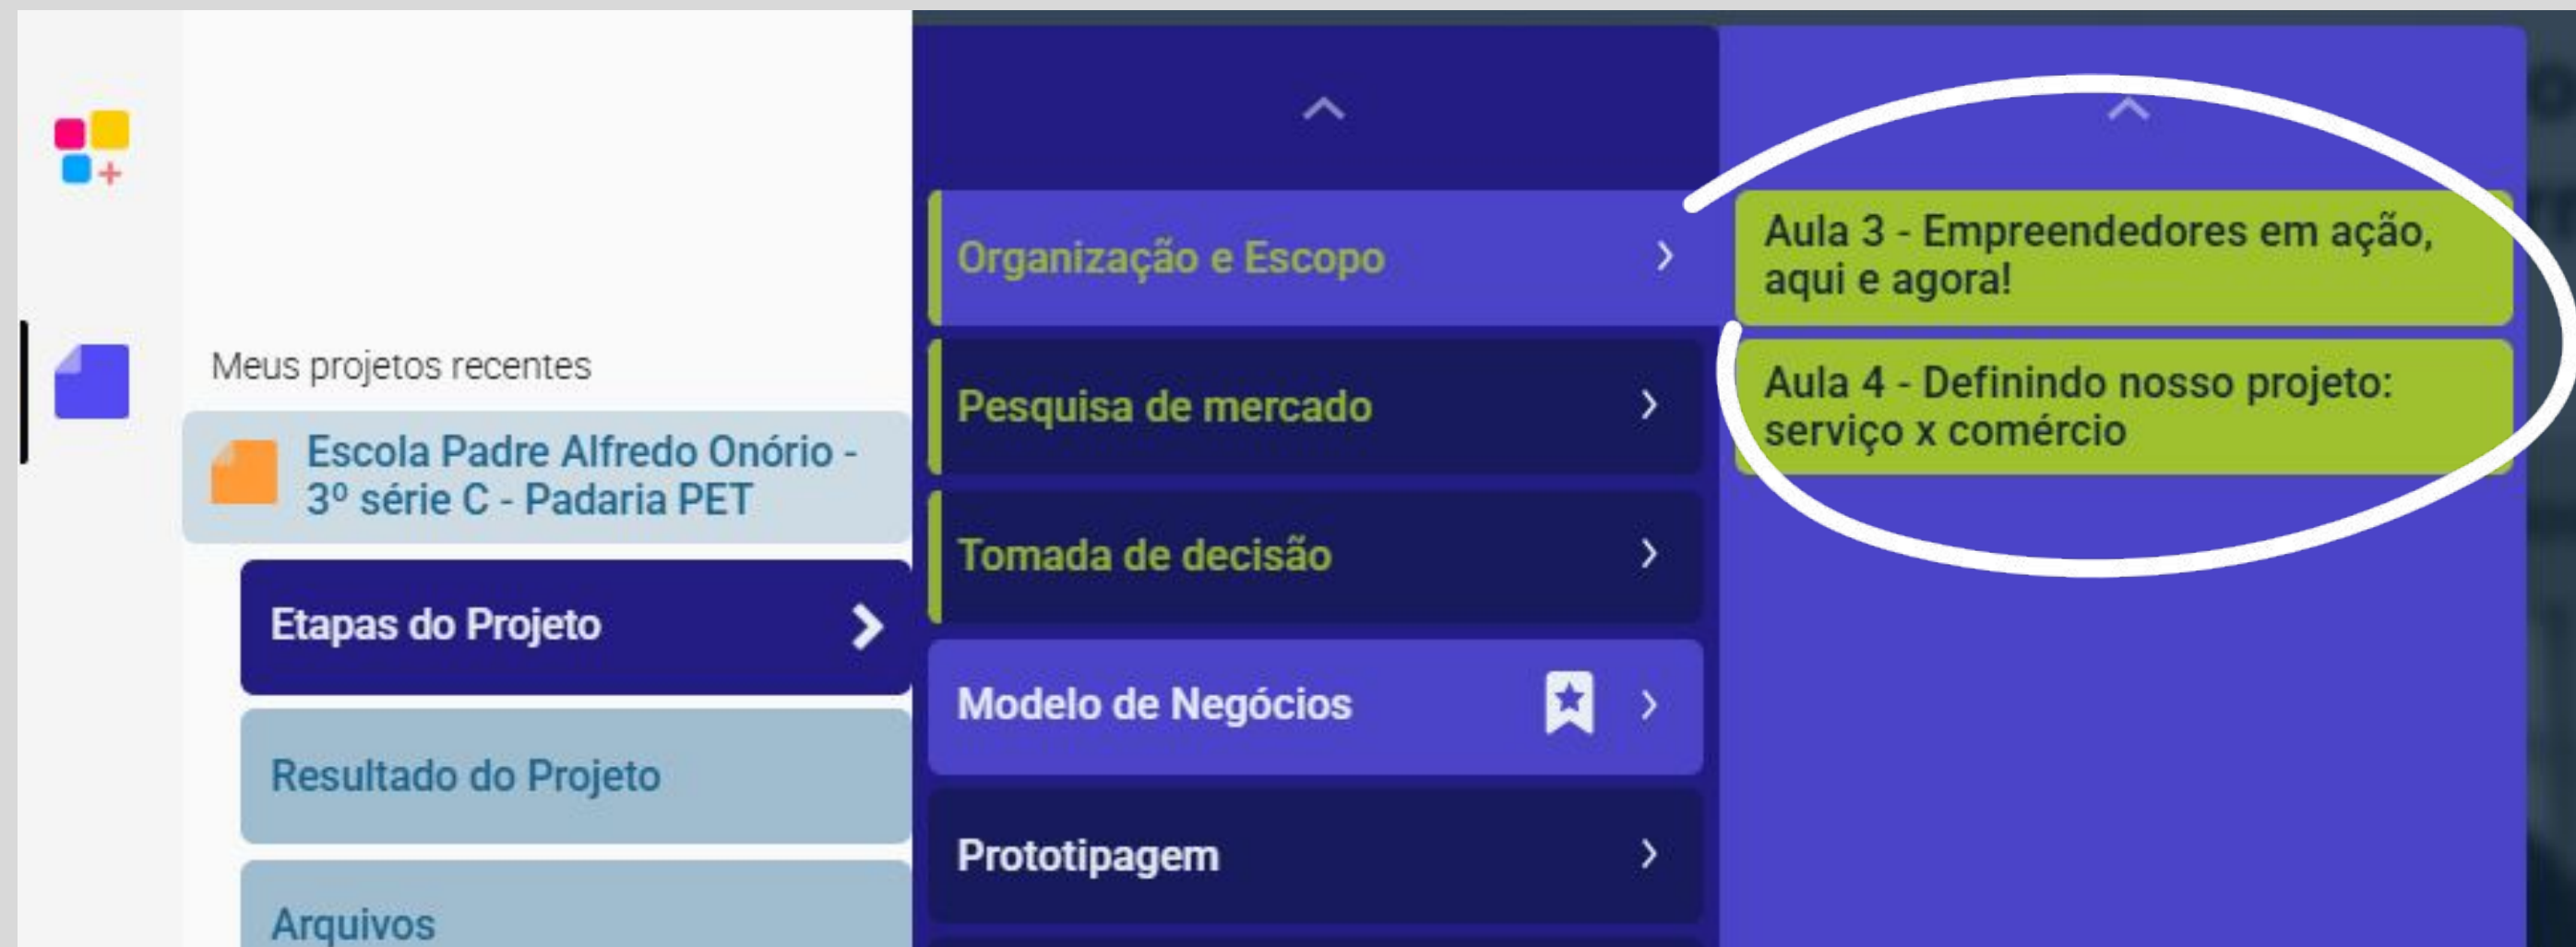 Meus projetos recentes
Escola Padre Alfredo Onório -
3º série C - Padaria PET
Etapas do Projeto
Resultado do Projeto
Arquivos
Organização e Escopo
Pesquisa de mercado
Tomada de decisão
Modelo de Negócios
Prototipagem
Aula 3 - Empreendedores em ação,
aqui e agora!
Aula 4 - Definindo nosso projeto:
serviço x comércio